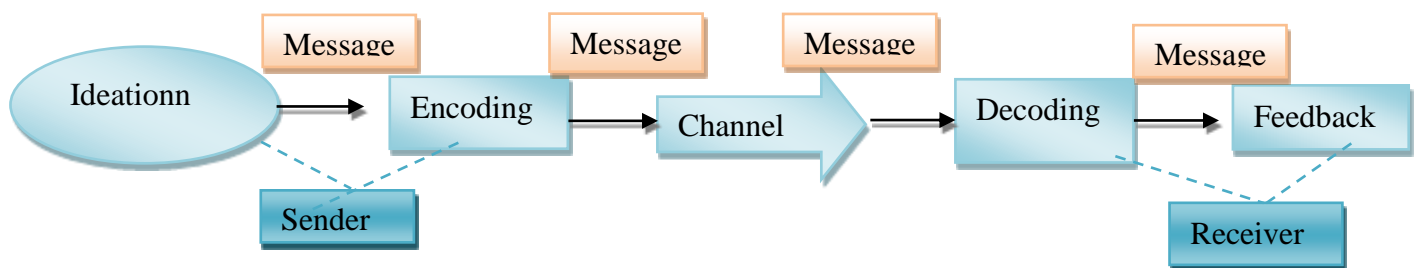 Message
Message
Message
Message
Ideationn
Encoding
Channel
Decoding
Feedback
Sender
Receiver